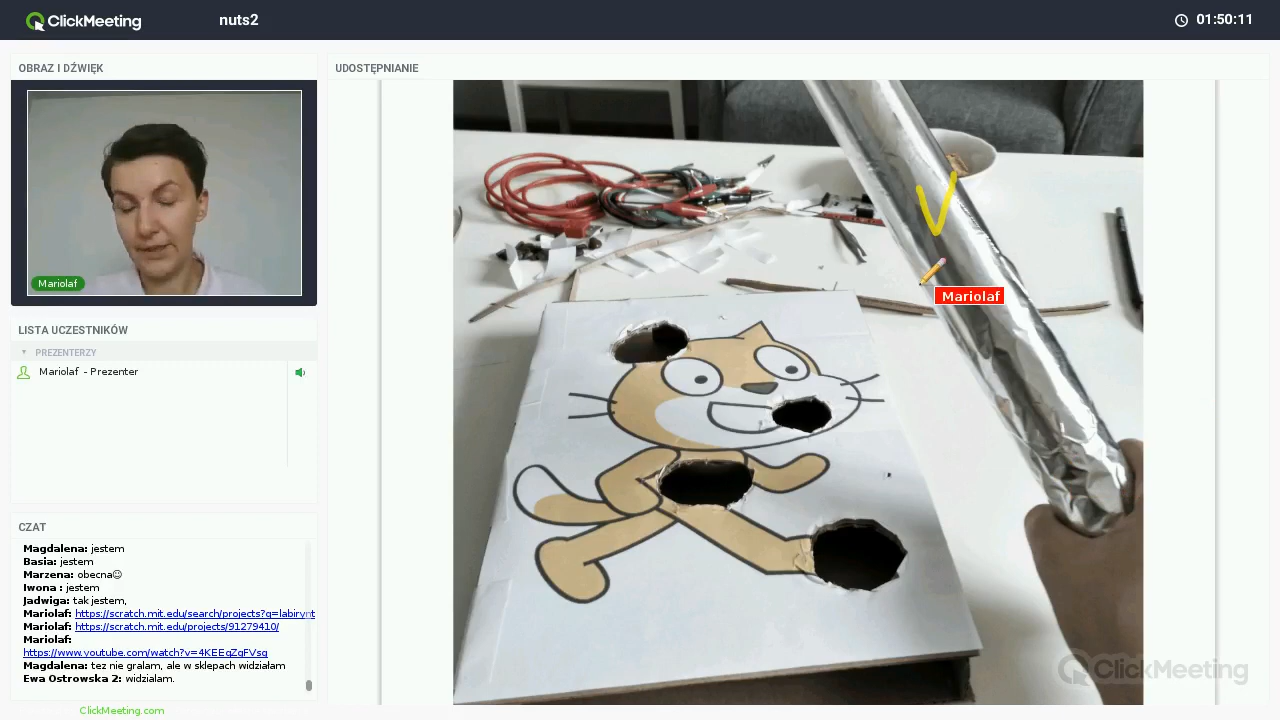 ClickMeeting
nuts2
01:50:11
OBRAZ I DŹWIĘK
UDOSTĘPNIANIE
Mariolaf
Mariolaf
LISTA UCZESTNIKÓW
PREZENTERZY
Mariolaf - Prezenter
CZAT
Magdalena: jestem
Basia: jestem
Marzena: obecna☺
Iwona : jestem
Jadwiga: tak jestem,
Mariolaf: https://scratch.mit.edu/search/projects?q=labirynt
Mariolaf: https://scratch.mit.edu/projects/91279410/
Mariolaf:
https://www.youtube.com/watch?v=4KEEqZgFVsg
Magdalena: tez nie gralam, ale w sklepach widziałam
Ewa Ostrowska 2: widzialam.
ClickMeeting.com
ClickMeeting